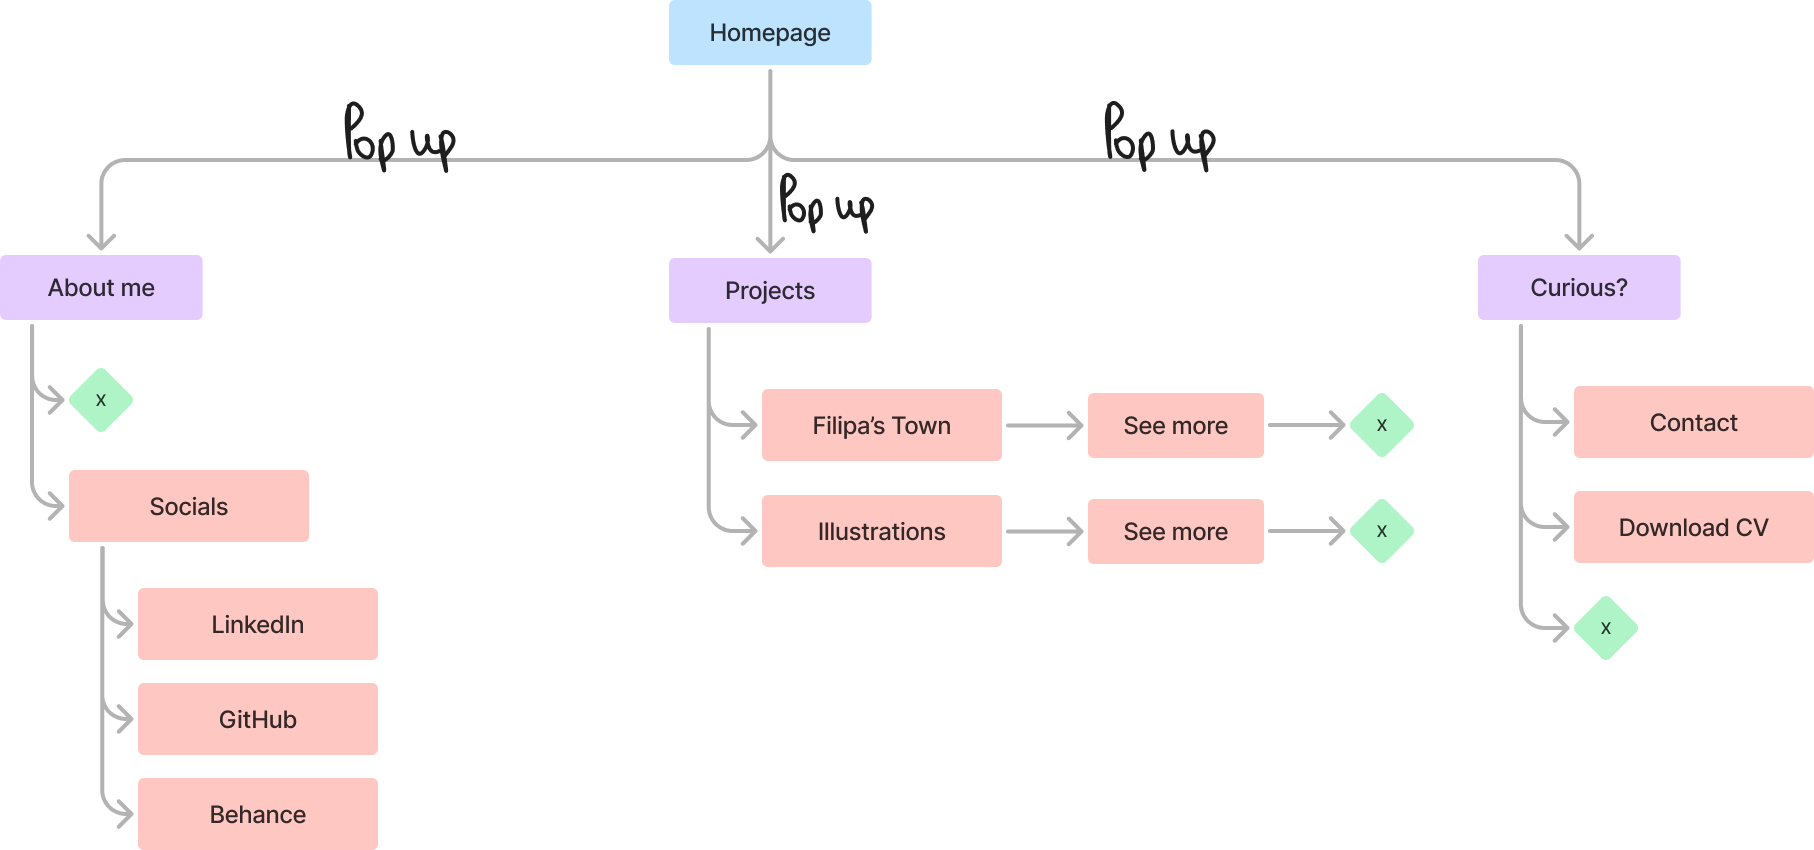 Homepage
Pop up
Pop up
Pop up
About me
Projects
Curious?
x
Socials
LinkedIn
GitHub
Behance
Filipa’s Town
See more
x
Illustrations
See more
x
Contact
Download CV
x